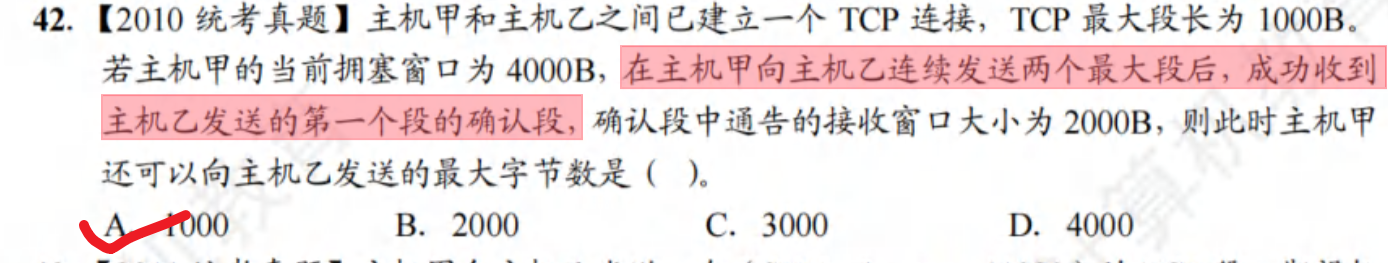 42. 【2010 统考真题】主机甲和主机乙之间已建立一个 TCP 连接，TCP 最大段长为 1000B。
若主机甲的当前拥塞窗口为 4000B，在主机甲向主机乙连续发送两个最大段后，成功收到
主机乙发送的第一个段的确认段，确认段中通告的接收窗口大小为 2000B，则此时主机甲
还可以向主机乙发送的最大字节数是（ ）。
A. 1000 B. 2000 C. 3000 D. 4000